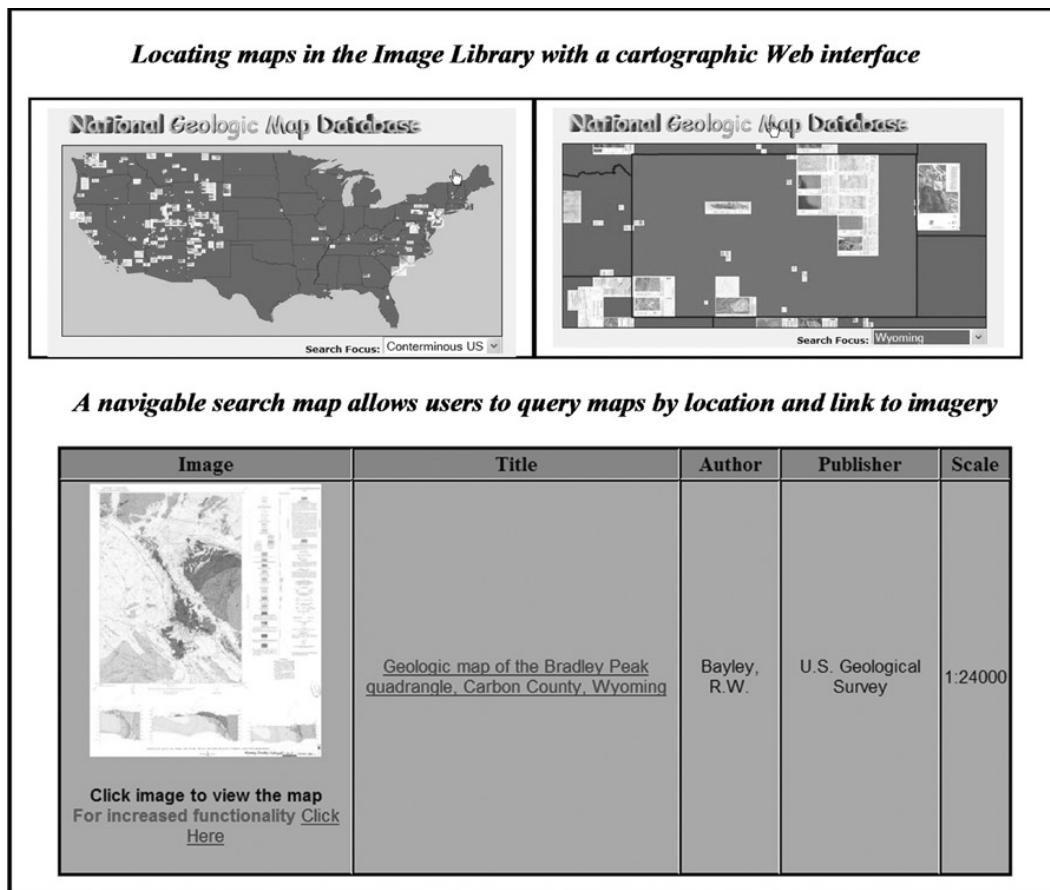 Locating maps in the Image Library with a cartographic Web interface
National Geologic Map Database
Search Focus: Conterminous US
National Geologic Map Database
Search Focus: Wyoming
A navigable search map allows users to query maps by location and link to imagery
Image
Title
Author
Publisher
Scale
Click image to view the map
For increased functionality Click
Here
Geologic map of the Bradley Peak
quadrangle, Carbon County, Wyoming
Bayley,
R.W.
U.S. Geological
Survey
1:24000